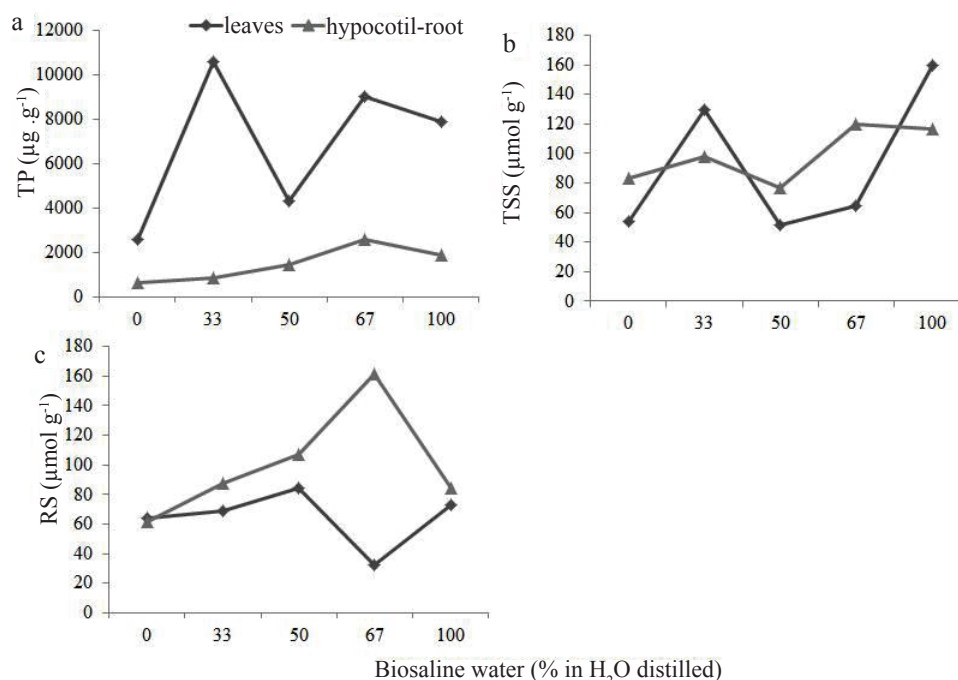 a
leaves hypocotil-root
TP (µg .g⁻¹)
12000
10000
8000
6000
4000
2000
0
0 33 50 67 100
b
TSS (µmol g⁻¹)
180
160
140
120
100
80
60
40
20
0
0 33 50 67 100
c
RS (µmol g⁻¹)
180
160
140
120
100
80
60
40
20
0
0 33 50 67 100
Biosaline water (% in H₂O distilled)